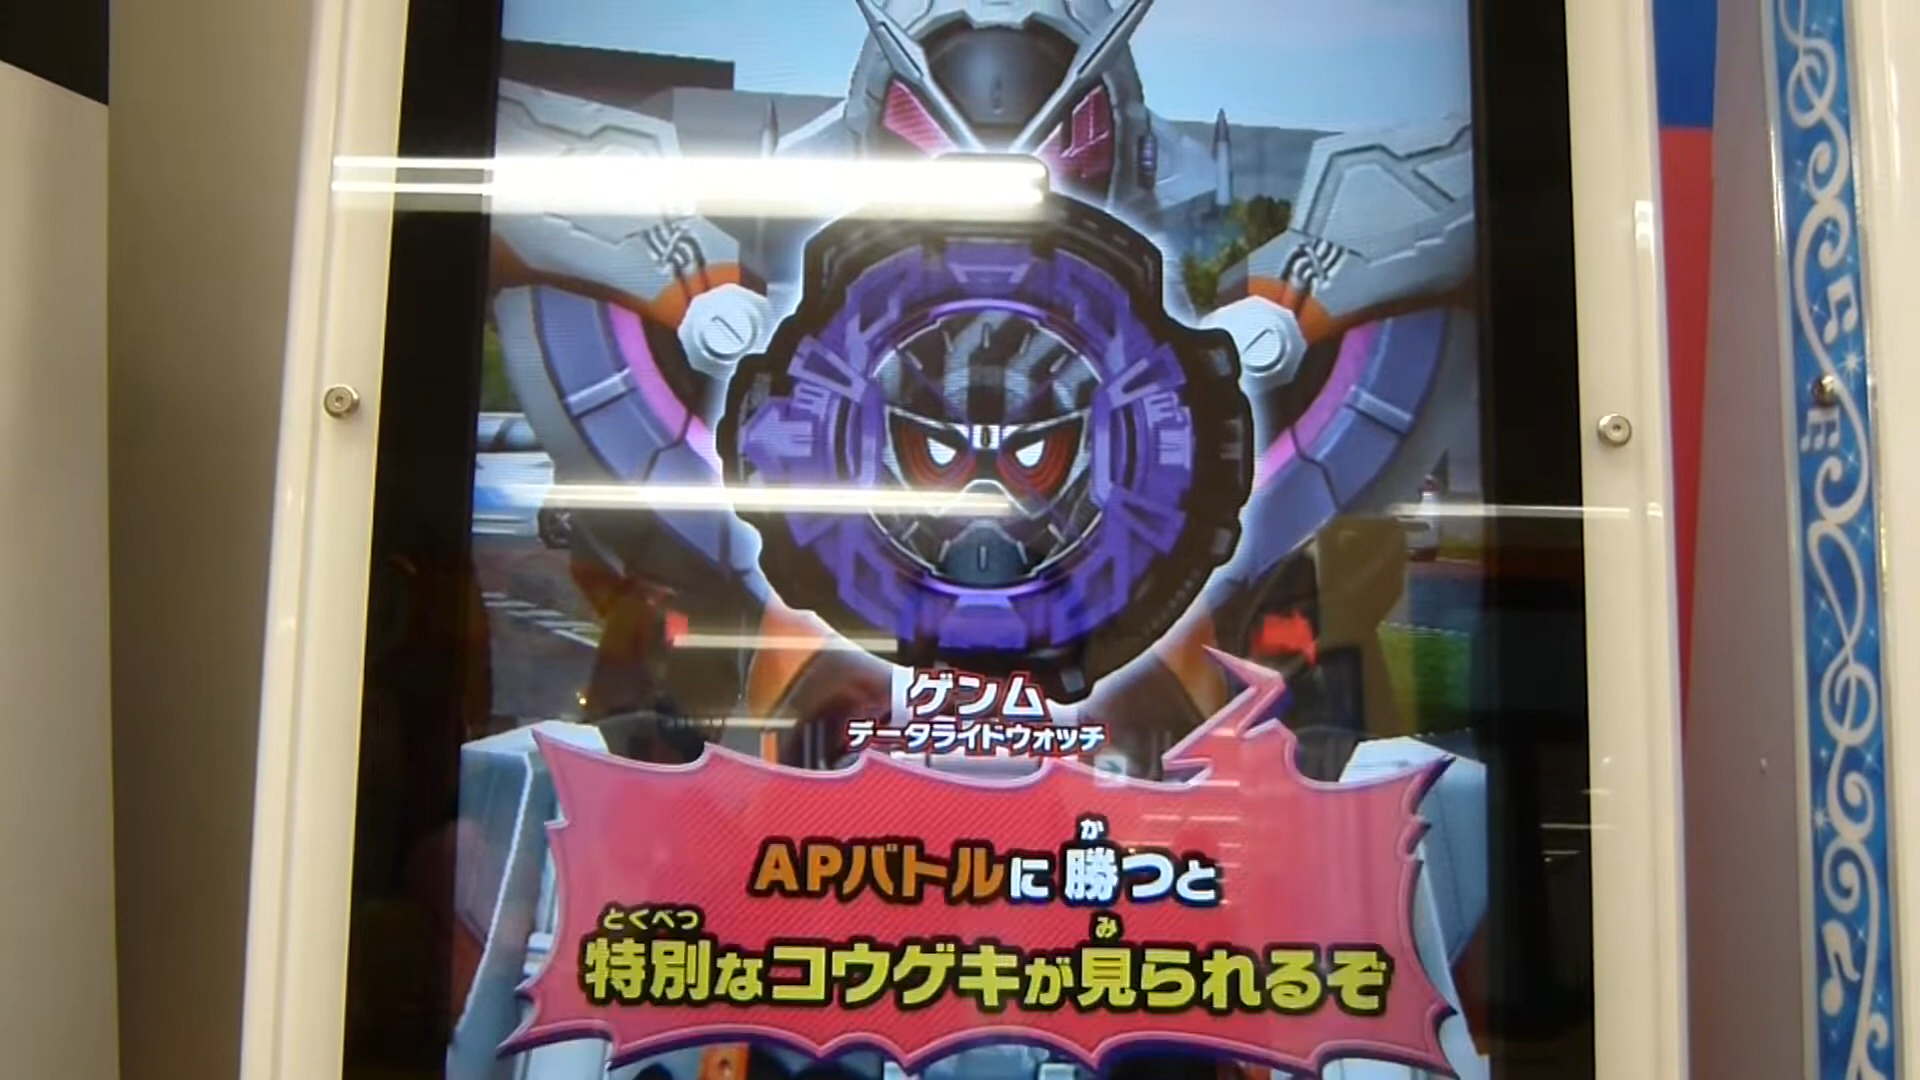 ゲンム
データライドウォッチ
か
APバトルに勝つと
とくべつ み
特別なコウゲキが見られるぞ